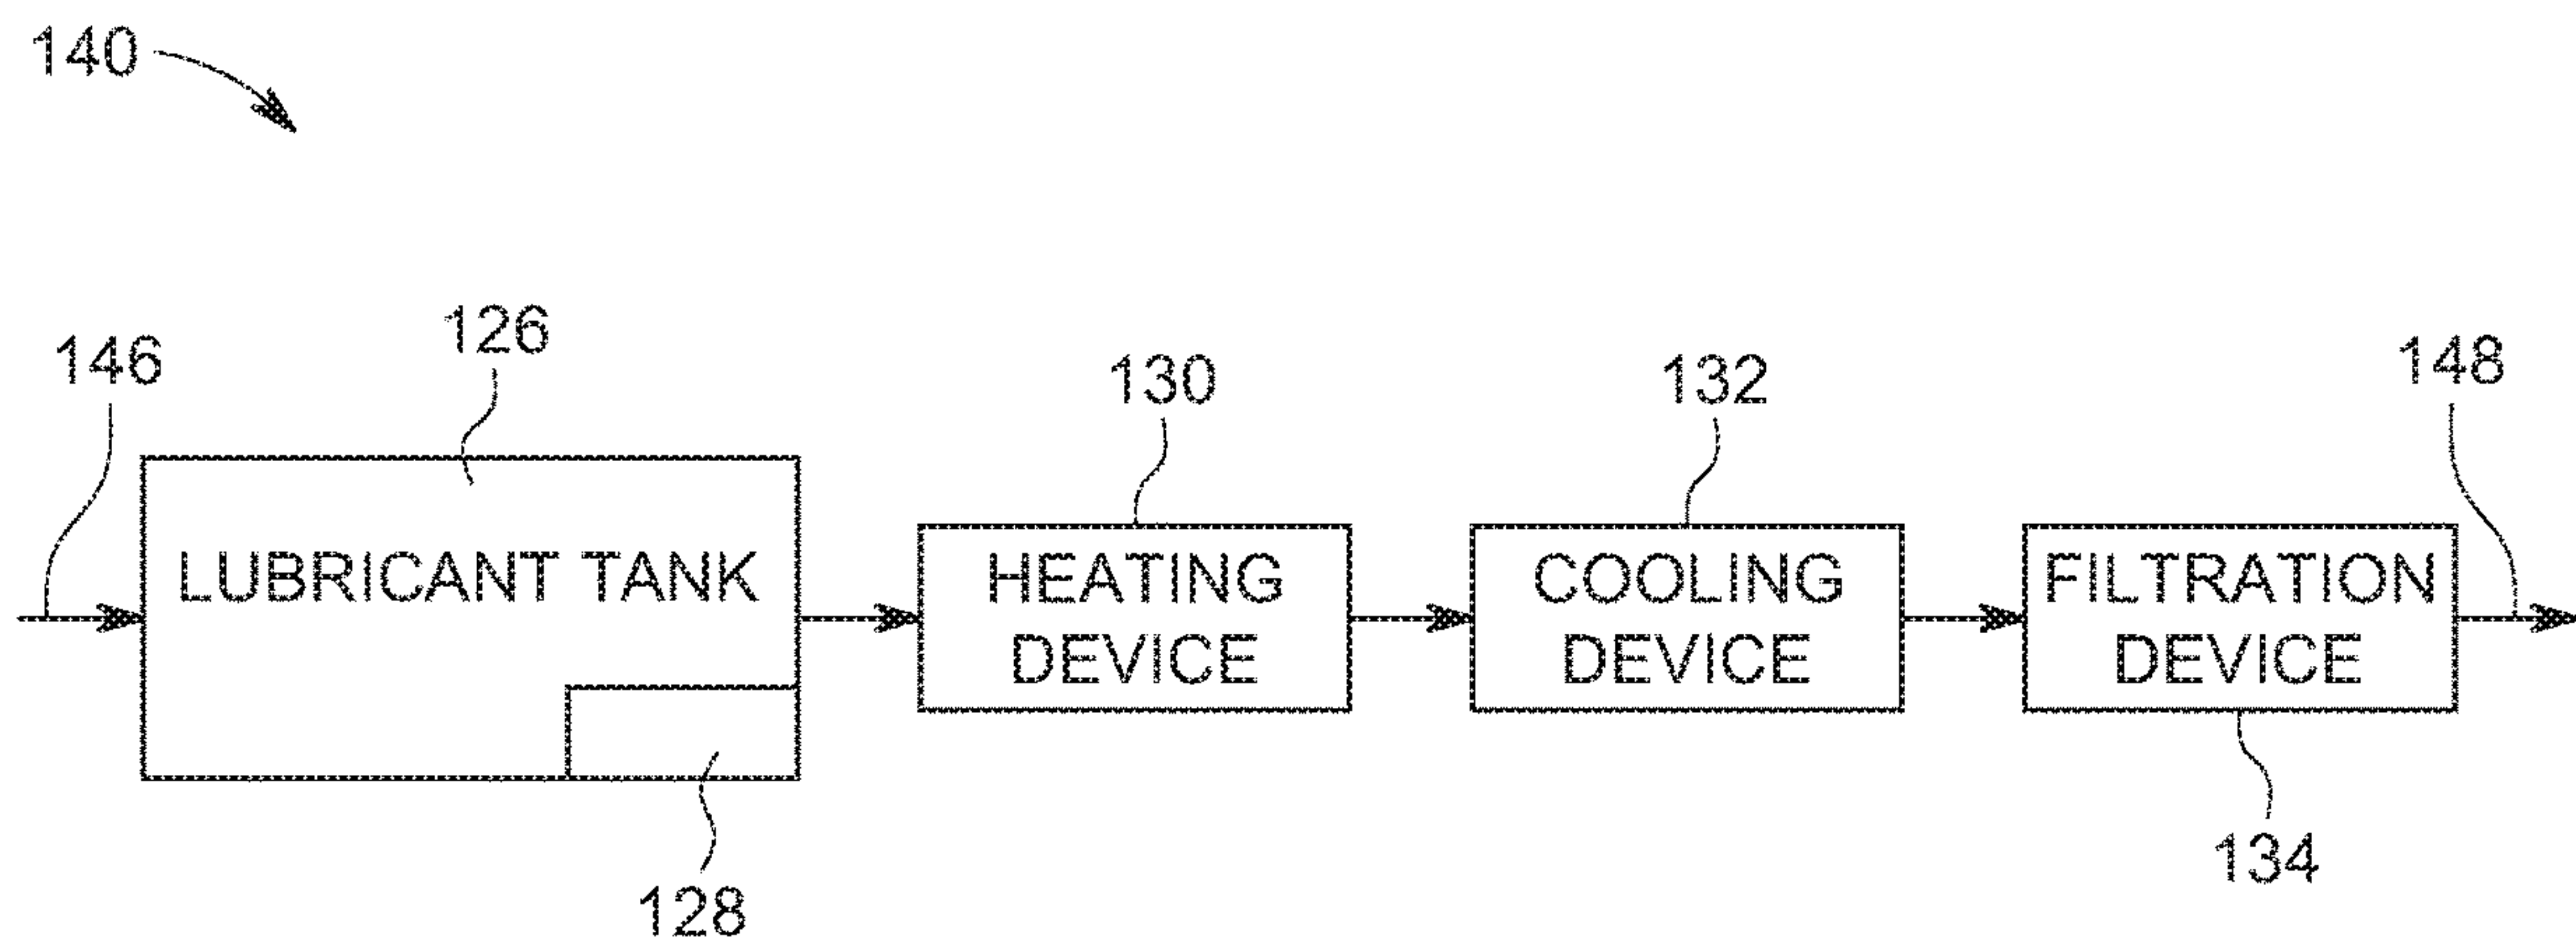 140
146
126
130
132
148
LUBRICANT TANK
HEATING
DEVICE
COOLING
DEVICE
FILTRATION
DEVICE
128
134